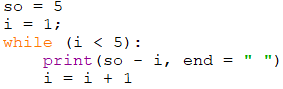 so = 5
i = 1;
while (i < 5):
    print(so - i, end = " ")
    i = i + 1